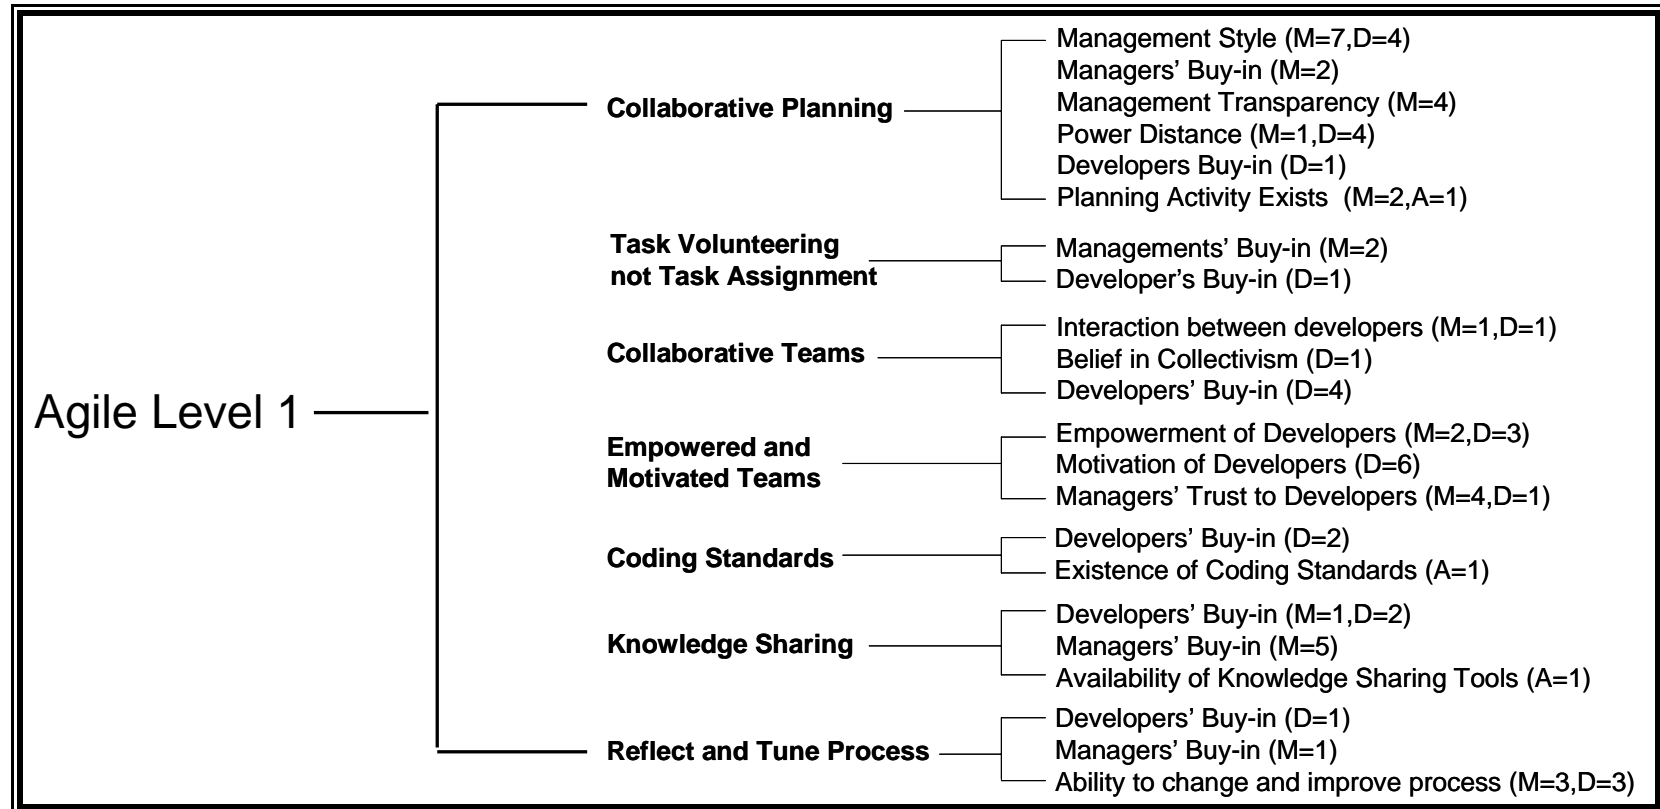 Agile Level 1
Collaborative Planning
Management Style (M=7,D=4)
Managers’ Buy-in (M=2)
Management Transparency (M=4)
Power Distance (M=1,D=4)
Developers Buy-in (D=1)
Planning Activity Exists  (M=2,A=1)
Task Volunteering
not Task Assignment
Managements’ Buy-in (M=2)
Developer’s Buy-in (D=1)
Collaborative Teams
Interaction between developers (M=1,D=1)
Belief in Collectivism (D=1)
Developers’ Buy-in (D=4)
Empowered and
Motivated Teams
Empowerment of Developers (M=2,D=3)
Motivation of Developers (D=6)
Managers’ Trust to Developers (M=4,D=1)
Coding Standards
Developers’ Buy-in (D=2)
Existence of Coding Standards (A=1)
Knowledge Sharing
Developers’ Buy-in (M=1,D=2)
Managers’ Buy-in (M=5)
Availability of Knowledge Sharing Tools (A=1)
Reflect and Tune Process
Developers’ Buy-in (D=1)
Managers’ Buy-in (M=1)
Ability to change and improve process (M=3,D=3)